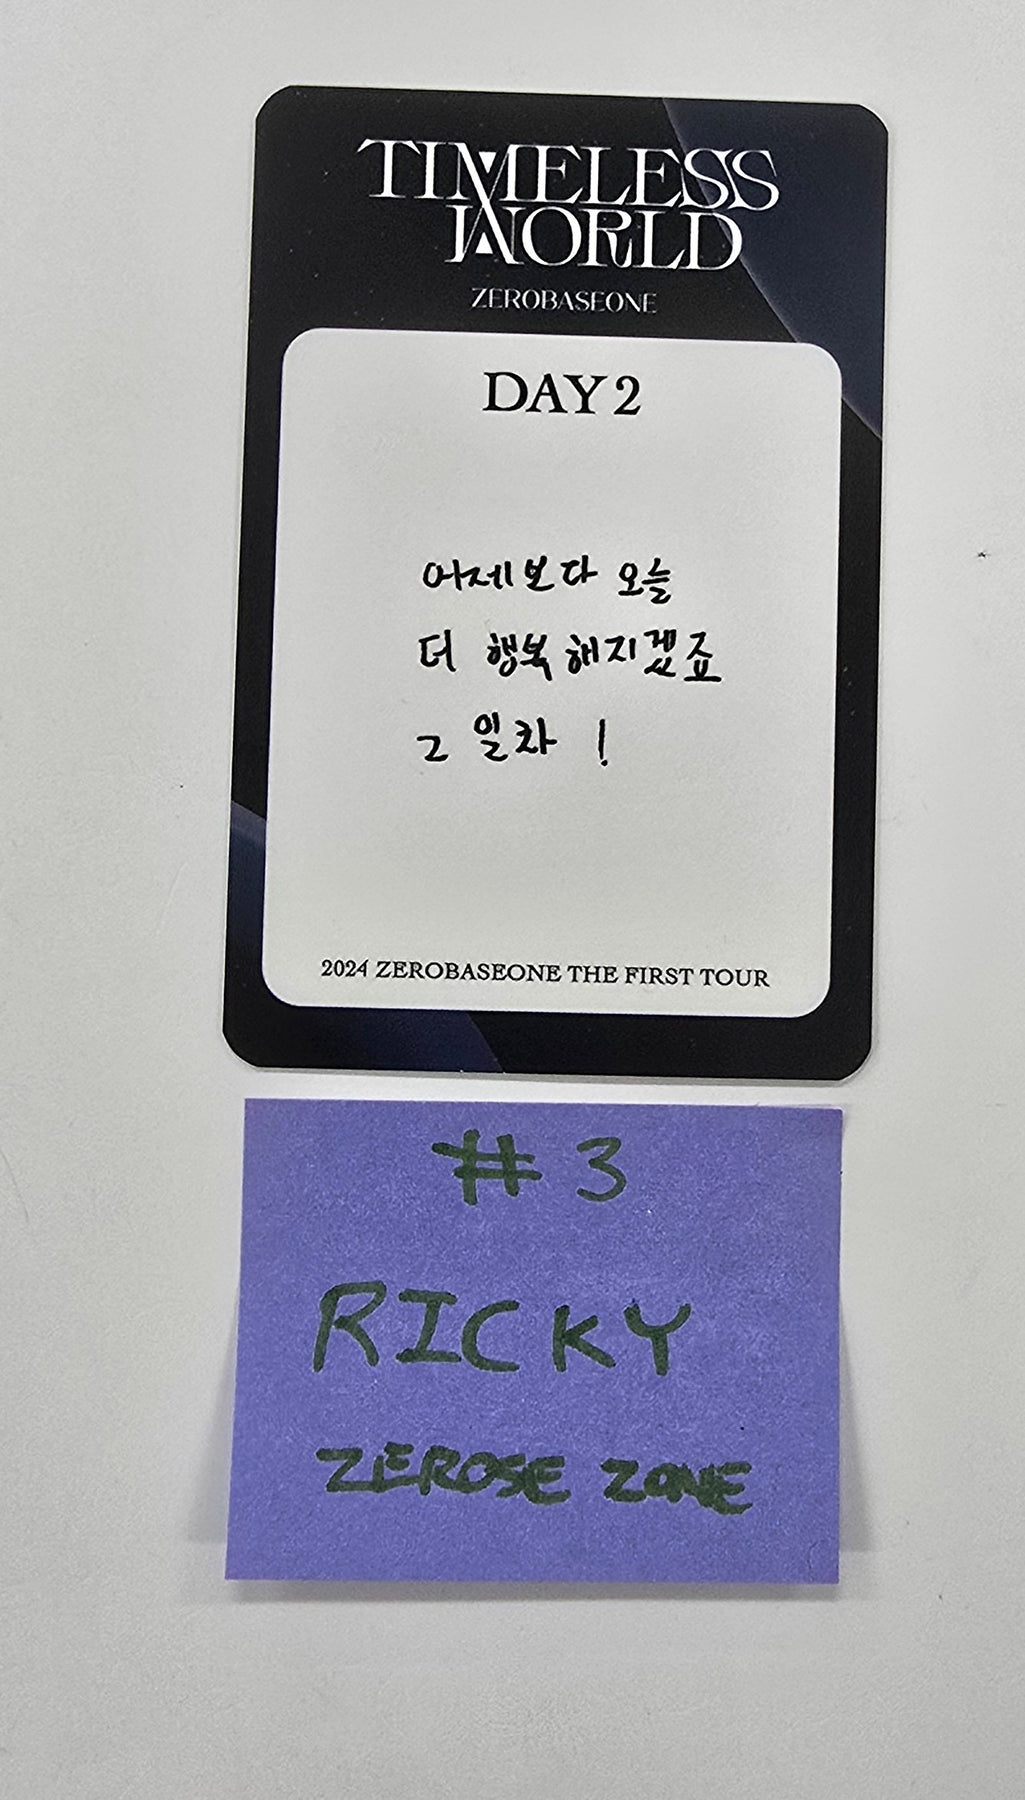 TIMELESS
WORLD
ZEROBASEONE
DAY 2
어제보다 오늘
더 행복해지겠죠
2 일차 !
2024 ZEROBASEONE THE FIRST TOUR
#3
RICKY
ZEROSE ZONE